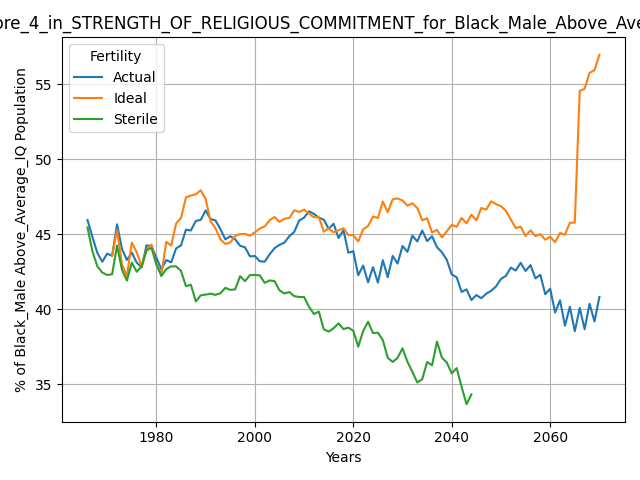 ore_4_in_STRENGTH_OF_RELIGIOUS_COMMITMENT_for_Black_Male_Above_Ave
Fertility
Actual
Ideal
Sterile
% of Black_Male Above_Average_IQ Population
55
50
45
40
35
1980
2000
2020
2040
2060
Years